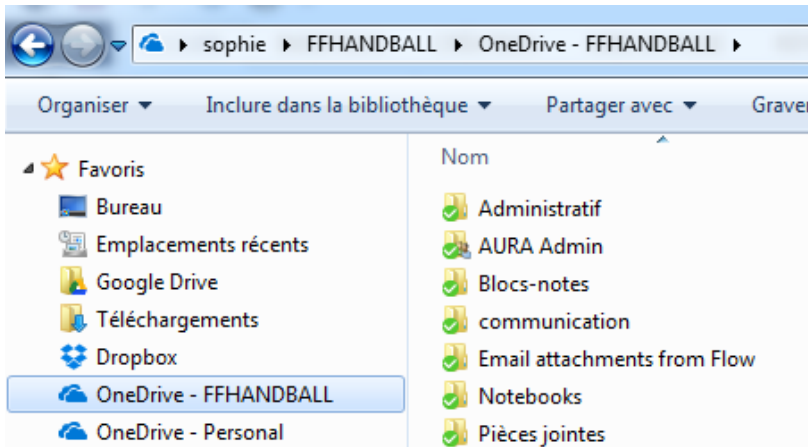 sophie ▸ FFHANDBALL ▸ OneDrive - FFHANDBALL ▸
Organiser ▾ Inclure dans la bibliothèque ▾ Partager avec ▾ Graver
Favoris
Bureau
Emplacements récents
Google Drive
Téléchargements
Dropbox
OneDrive - FFHANDBALL
OneDrive - Personal
Nom
Administratif
AURA Admin
Blocs-notes
communication
Email attachments from Flow
Notebooks
Pièces jointes